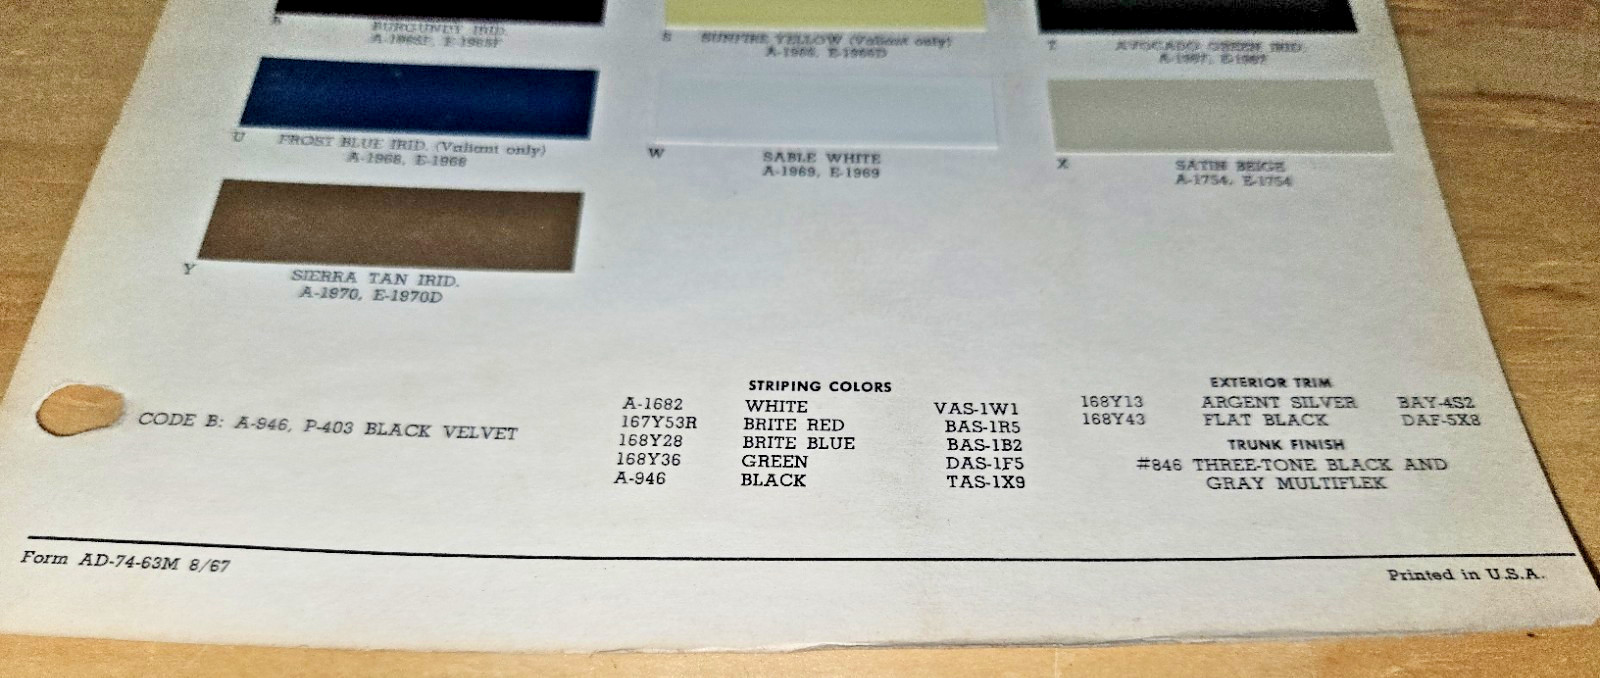 R
BURGUNDY IRID.
S
SUNFIRE YELLOW (Valiant only)
A-1966, E-1966D
T
AVOCADO GREEN IRID.
A-1967, E-1967
U
FROST BLUE IRID. (Valiant only)
A-1968, E-1968
W
SABLE WHITE
A-1969, E-1969
X
SATIN BEIGE
A-1754, E-1754
Y
SIERRA TAN IRID.
A-1970, E-1970D
CODE B: A-946, P-403 BLACK VELVET
STRIPING COLORS
A-1682 WHITE VAS-1W1
167Y53R BRITE RED BAS-1R5
168Y28 BRITE BLUE BAS-1B2
168Y36 GREEN DAS-1F5
A-946 BLACK TAS-1X9
EXTERIOR TRIM
168Y13 ARGENT SILVER BAY-4S2
168Y43 FLAT BLACK DAF-5X8
TRUNK FINISH
#846 THREE-TONE BLACK AND
GRAY MULTIFLEK
Form AD-74-63M 8/67
Printed in U.S.A.